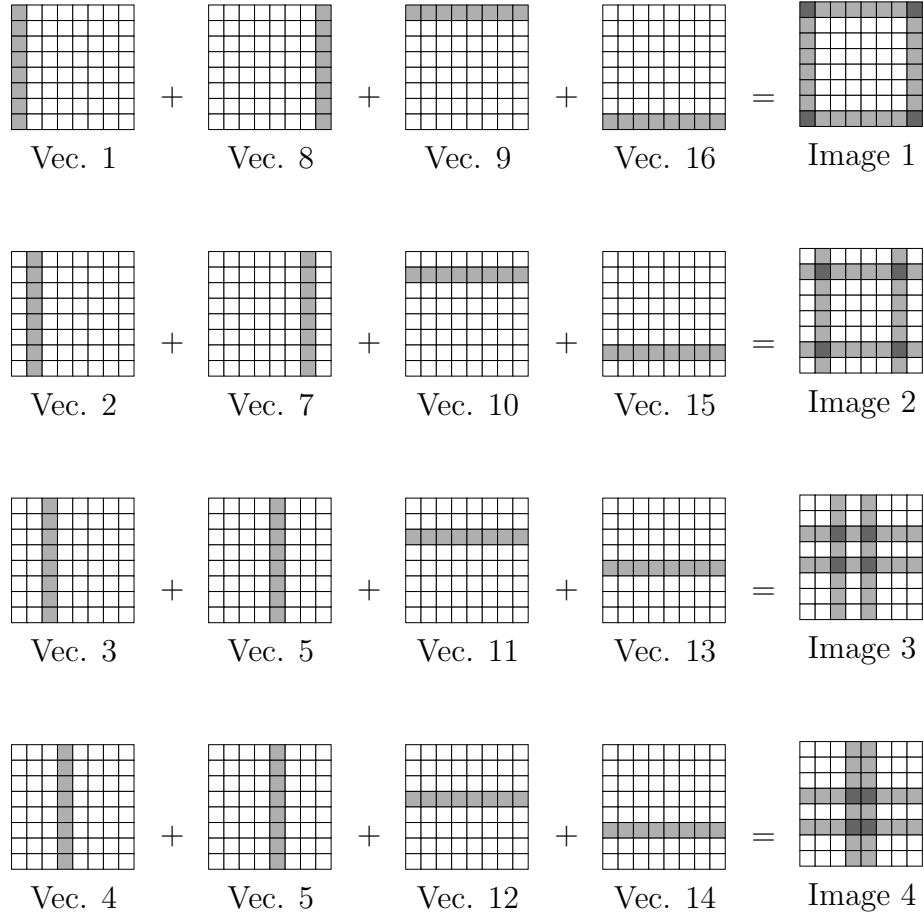 + + + =
Vec. 1 Vec. 8 Vec. 9 Vec. 16 Image 1
+ + + =
Vec. 2 Vec. 7 Vec. 10 Vec. 15 Image 2
+ + + =
Vec. 3 Vec. 5 Vec. 11 Vec. 13 Image 3
+ + + =
Vec. 4 Vec. 5 Vec. 12 Vec. 14 Image 4